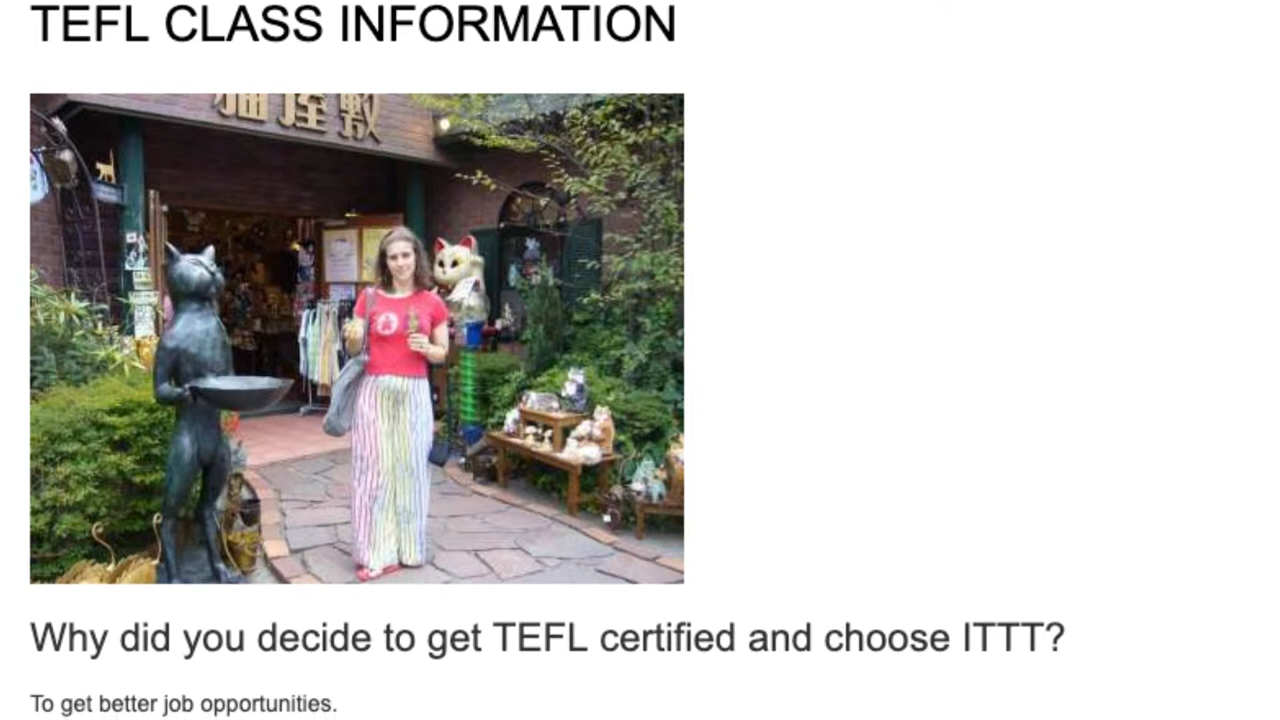 TEFL CLASS INFORMATION
猫屋敷
Why did you decide to get TEFL certified and choose ITTT?
To get better job opportunities.